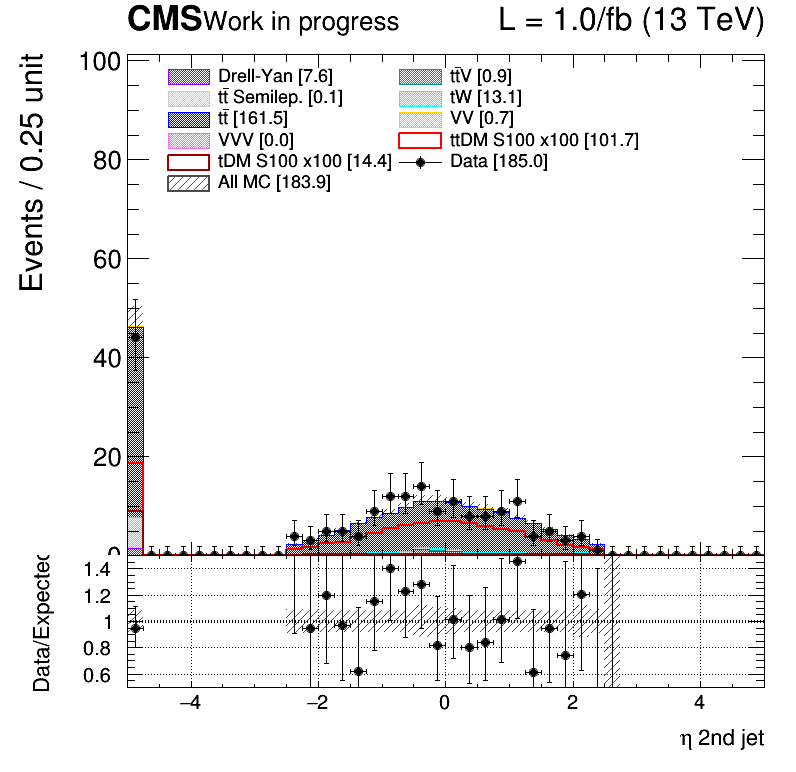 CMS Work in progress L = 1.0/fb (13 TeV)
Events / 0.25 unit
100
80
60
40
20
0
Drell-Yan [7.6]
tt̄V [0.9]
tt̄ Semilep. [0.1]
tW [13.1]
tt̄ [161.5]
VV [0.7]
VVV [0.0]
ttDM S100 x100 [101.7]
tDM S100 x100 [14.4]
Data [185.0]
All MC [183.9]
Data/Expected
1.4
1.2
1
0.8
0.6
−4 −2 0 2 4
η 2nd jet